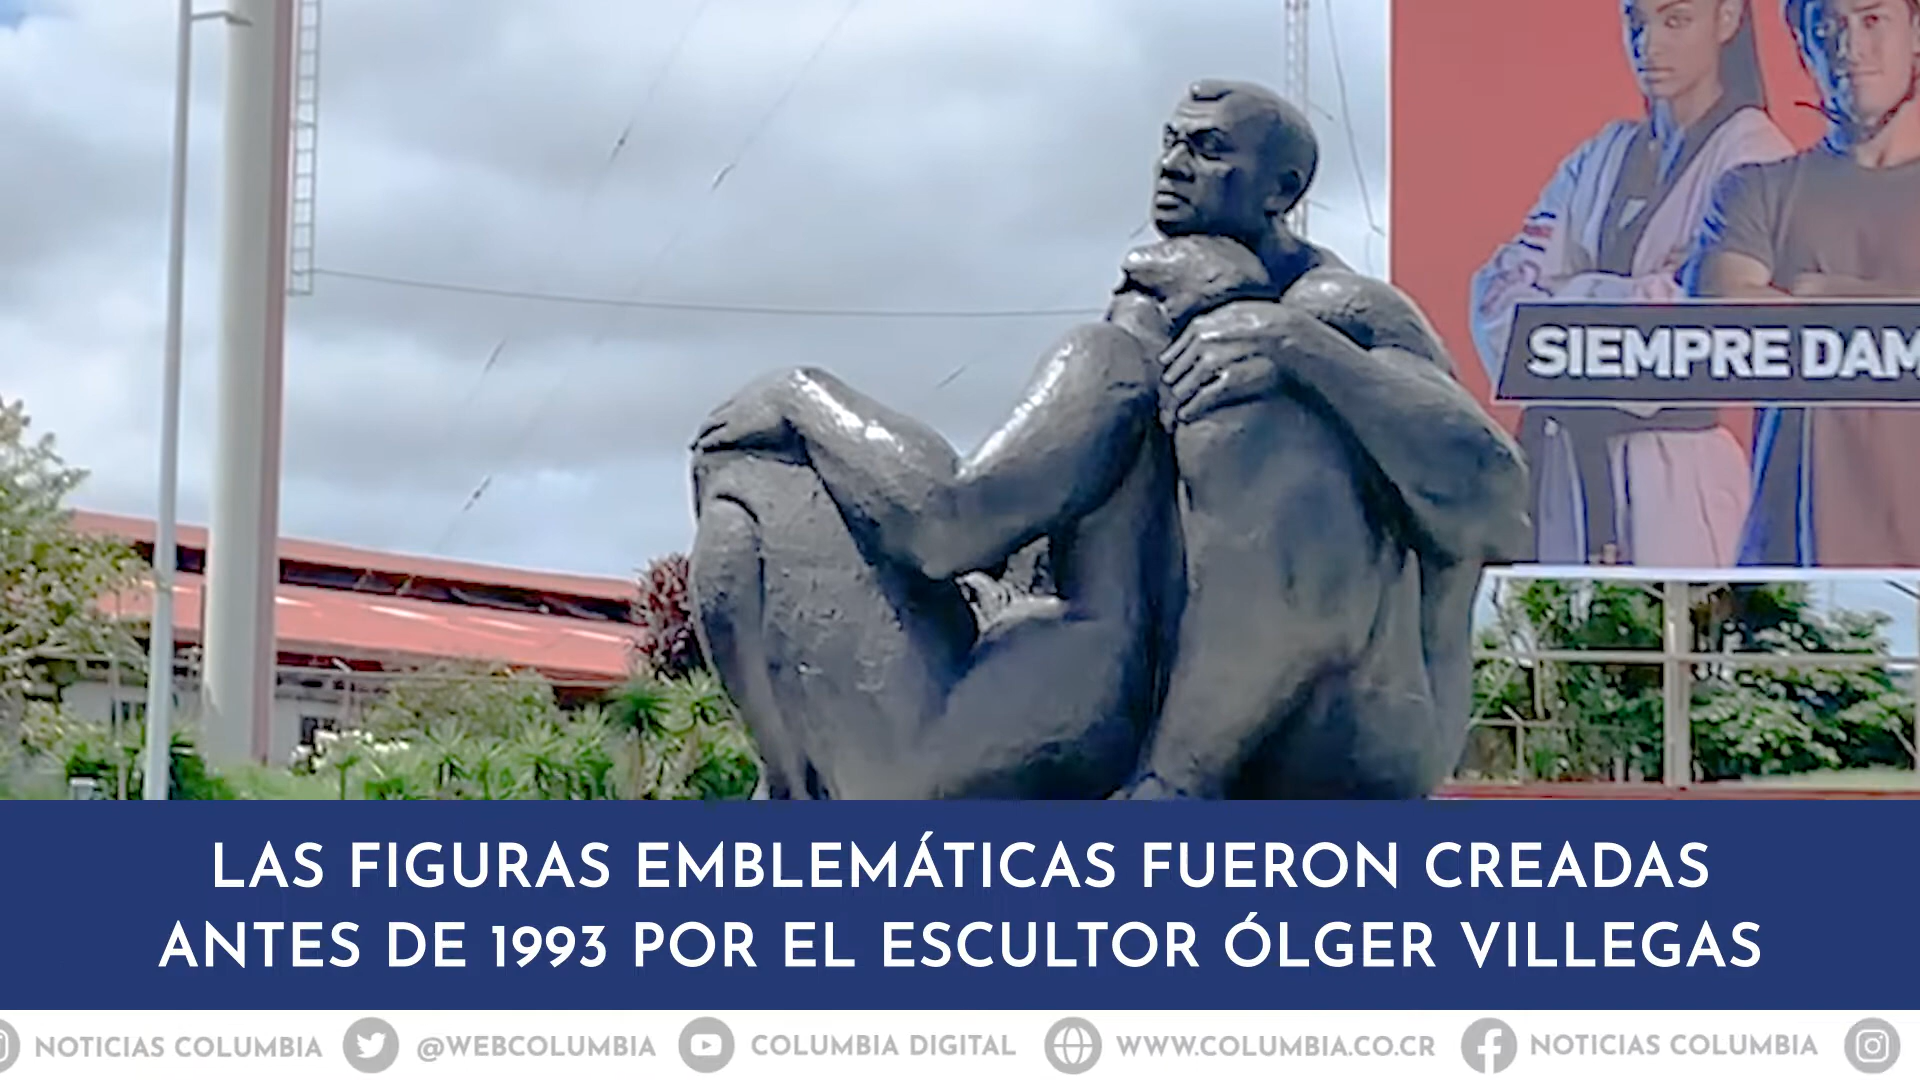 SIEMPRE DAM
LAS FIGURAS EMBLEMÁTICAS FUERON CREADAS
ANTES DE 1993 POR EL ESCULTOR ÓLGER VILLEGAS
NOTICIAS COLUMBIA @WEBCOLUMBIA COLUMBIA DIGITAL WWW.COLUMBIA.CO.CR NOTICIAS COLUMBIA